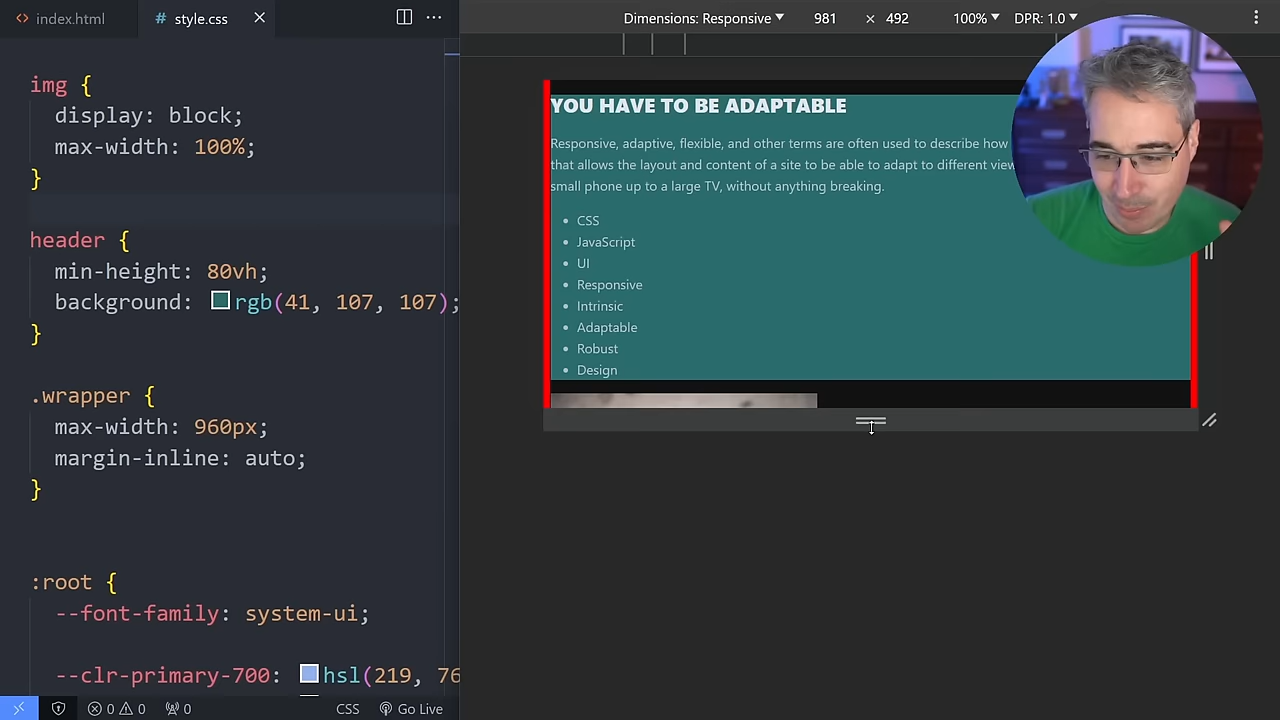 index.html
style.css
Dimensions: Responsive 981 × 492 100% DPR: 1.0
img {
display: block;
max-width: 100%;
}
header {
min-height: 80vh;
background: rgb(41, 107, 107);
}
.wrapper {
max-width: 960px;
margin-inline: auto;
}
:root {
--font-family: system-ui;
--clr-primary-700: hsl(219, 76
YOU HAVE TO BE ADAPTABLE
Responsive, adaptive, flexible, and other terms are often used to describe how
that allows the layout and content of a site to be able to adapt to different view
small phone up to a large TV, without anything breaking.
CSS
JavaScript
UI
Responsive
Intrinsic
Adaptable
Robust
Design
0 0 0 CSS Go Live